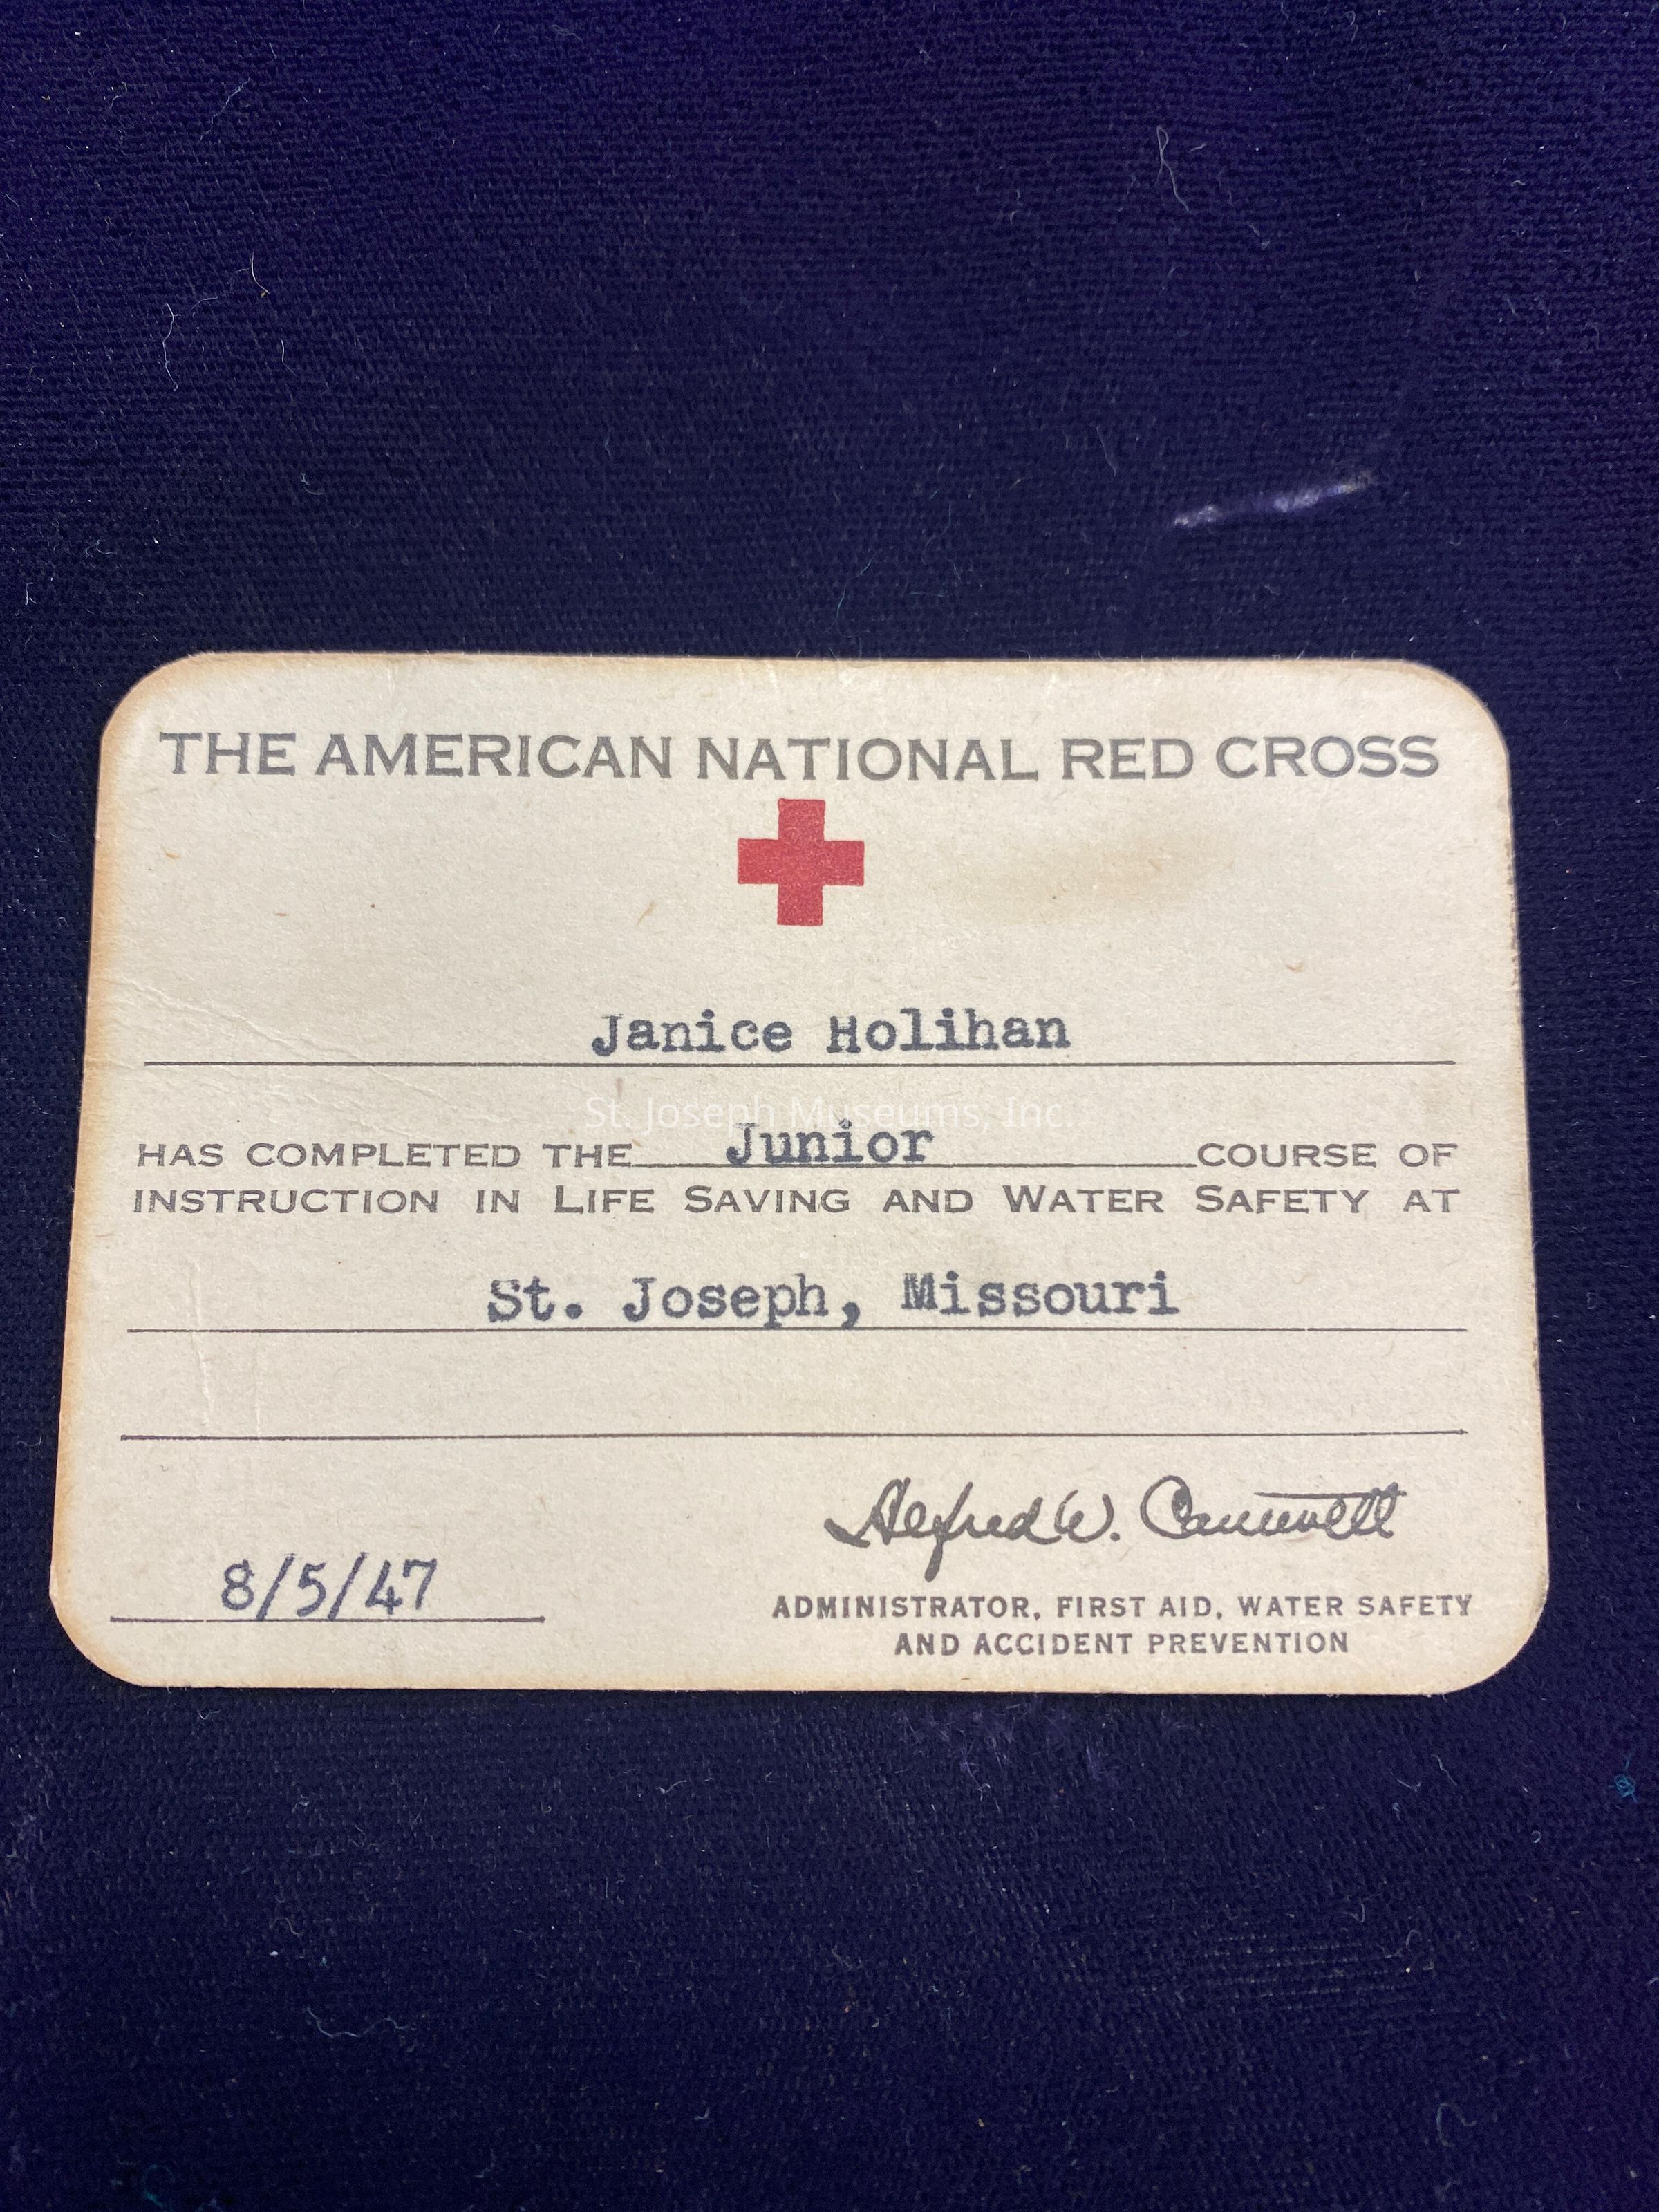 THE AMERICAN NATIONAL RED CROSS
Janice Holihan
St. Joseph Museums, Inc.
HAS COMPLETED THE Junior COURSE OF
INSTRUCTION IN LIFE SAVING AND WATER SAFETY AT
St. Joseph, Missouri
Alfred W. Cantwell
8/5/47
ADMINISTRATOR, FIRST AID, WATER SAFETY
AND ACCIDENT PREVENTION